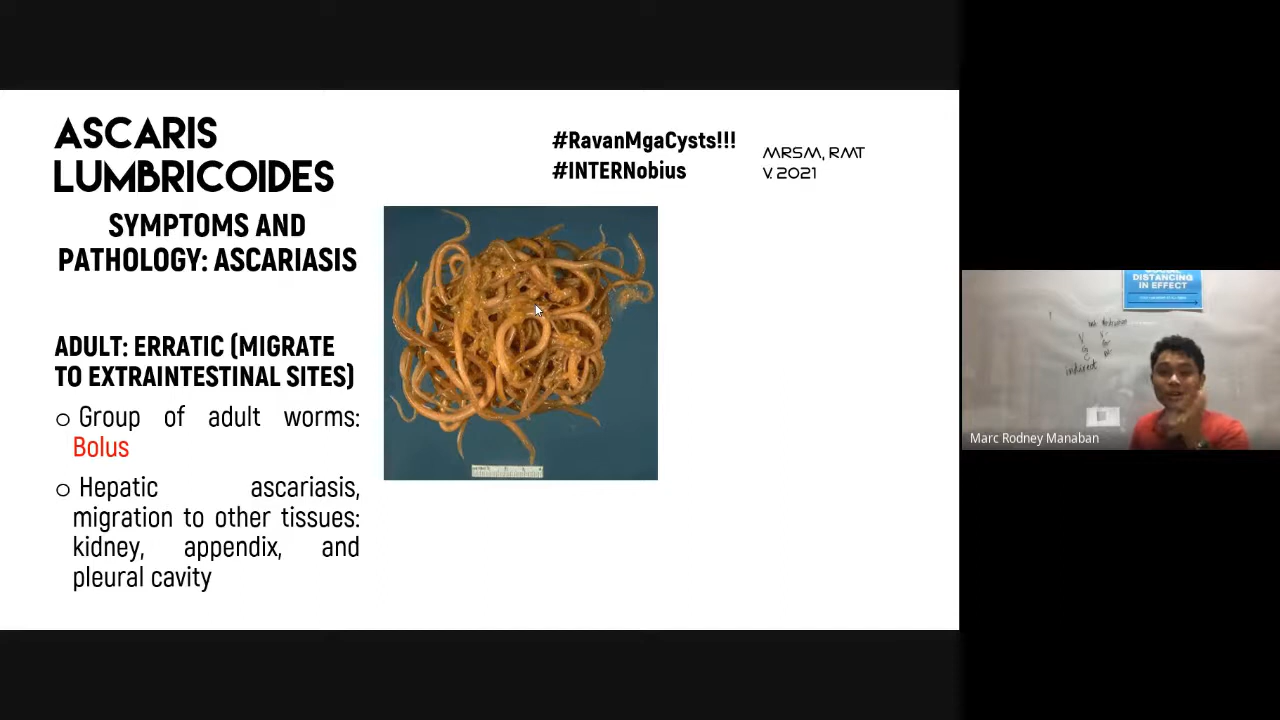 ASCARIS
LUMBRICOIDES
SYMPTOMS AND
PATHOLOGY: ASCARIASIS
ADULT: ERRATIC (MIGRATE
TO EXTRAINTESTINAL SITES)
o Group of adult worms:
Bolus
o Hepatic ascariasis,
migration to other tissues:
kidney, appendix, and
pleural cavity
#RavanMgaCysts!!!
#INTERNobius
MRSM, RMT
V. 2021
DISTANCING
IN EFFECT
indirect
Marc Rodney Manaban